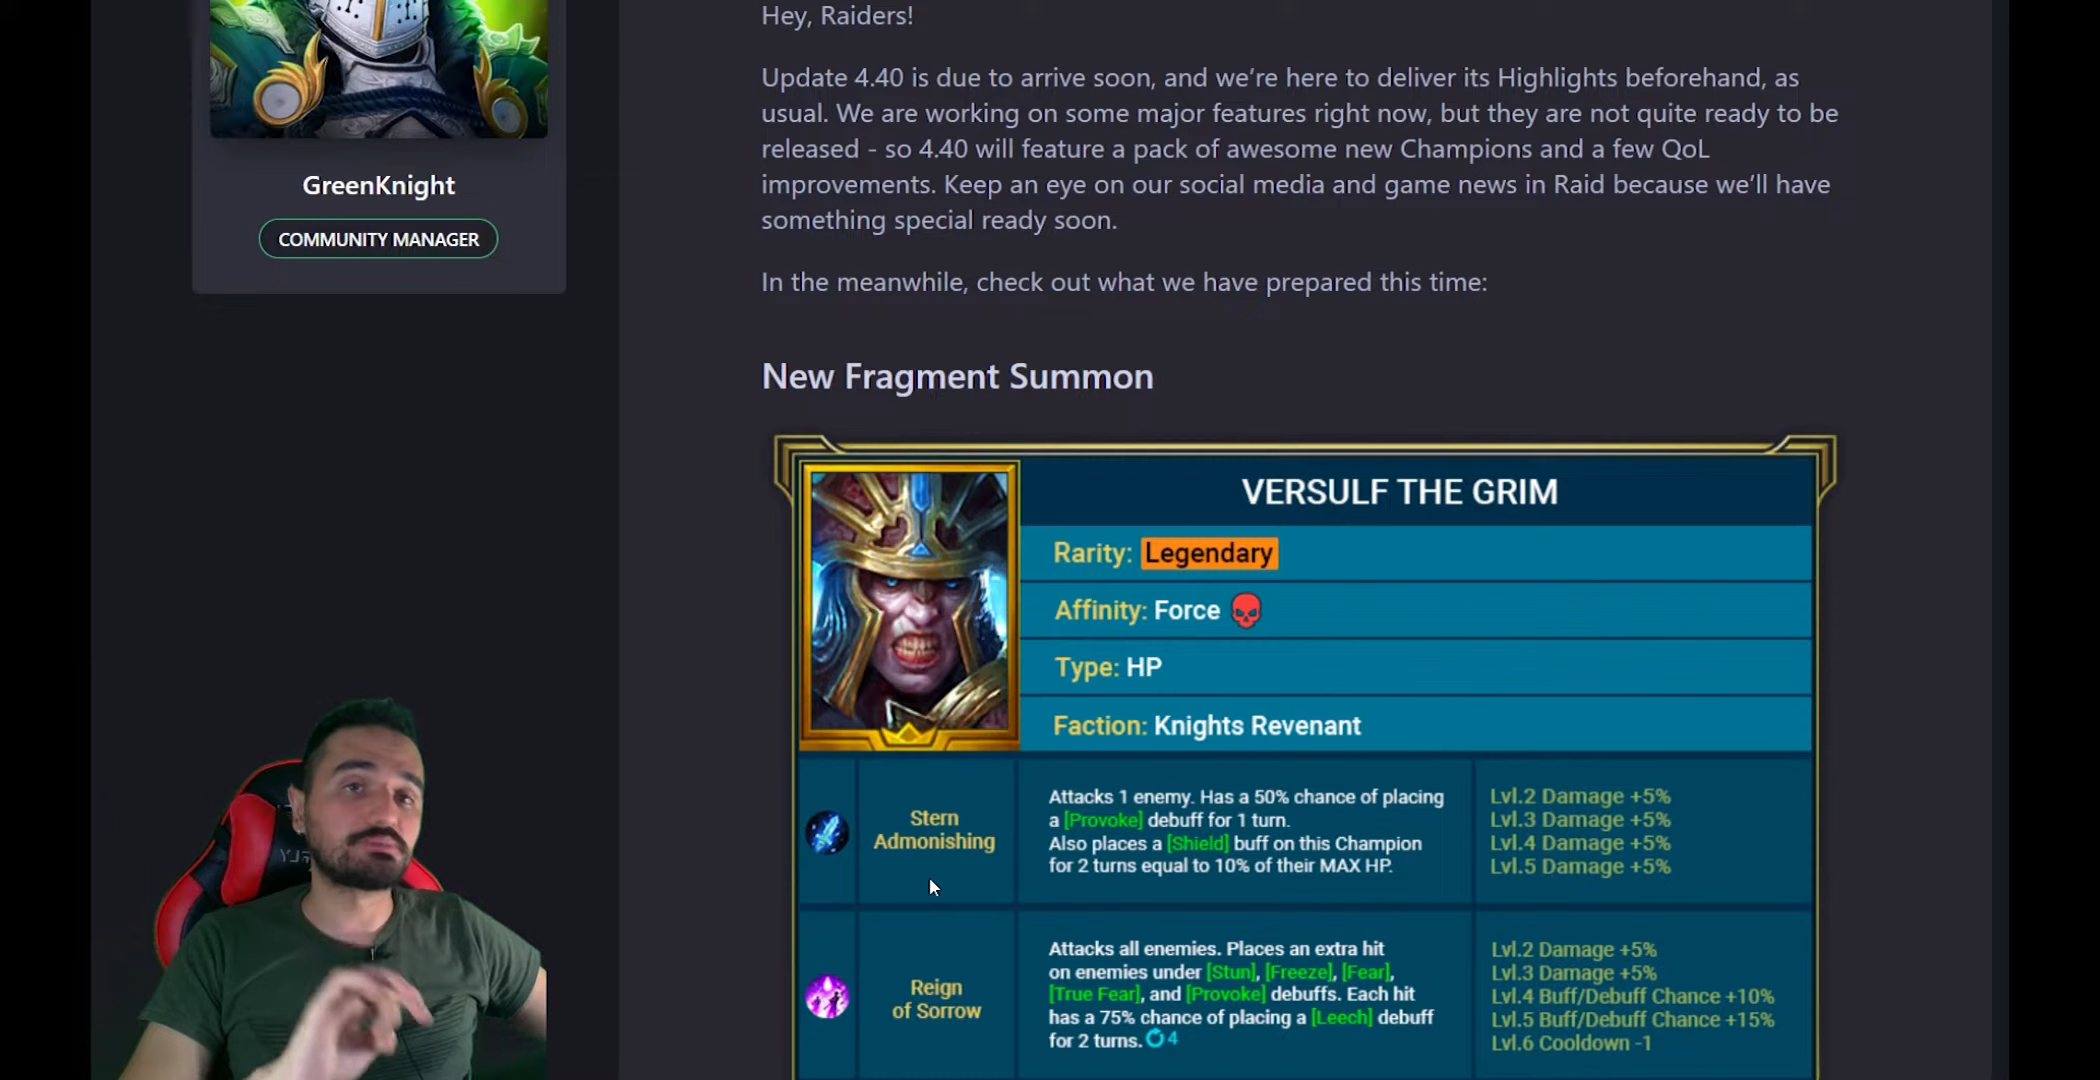 Hey, Raiders!
Update 4.40 is due to arrive soon, and we’re here to deliver its Highlights beforehand, as
usual. We are working on some major features right now, but they are not quite ready to be
released - so 4.40 will feature a pack of awesome new Champions and a few QoL
improvements. Keep an eye on our social media and game news in Raid because we’ll have
something special ready soon.
In the meanwhile, check out what we have prepared this time:
GreenKnight
COMMUNITY MANAGER
New Fragment Summon
VERSULF THE GRIM
Rarity: Legendary
Affinity: Force
Type: HP
Faction: Knights Revenant
Stern
Admonishing
Attacks 1 enemy. Has a 50% chance of placing
a [Provoke] debuff for 1 turn.
Also places a [Shield] buff on this Champion
for 2 turns equal to 10% of their MAX HP.
Lvl.2 Damage +5%
Lvl.3 Damage +5%
Lvl.4 Damage +5%
Lvl.5 Damage +5%
Reign
of Sorrow
Attacks all enemies. Places an extra hit
on enemies under [Stun], [Freeze], [Fear],
[True Fear], and [Provoke] debuffs. Each hit
has a 75% chance of placing a [Leech] debuff
for 2 turns. 4
Lvl.2 Damage +5%
Lvl.3 Damage +5%
Lvl.4 Buff/Debuff Chance +10%
Lvl.5 Buff/Debuff Chance +15%
Lvl.6 Cooldown -1